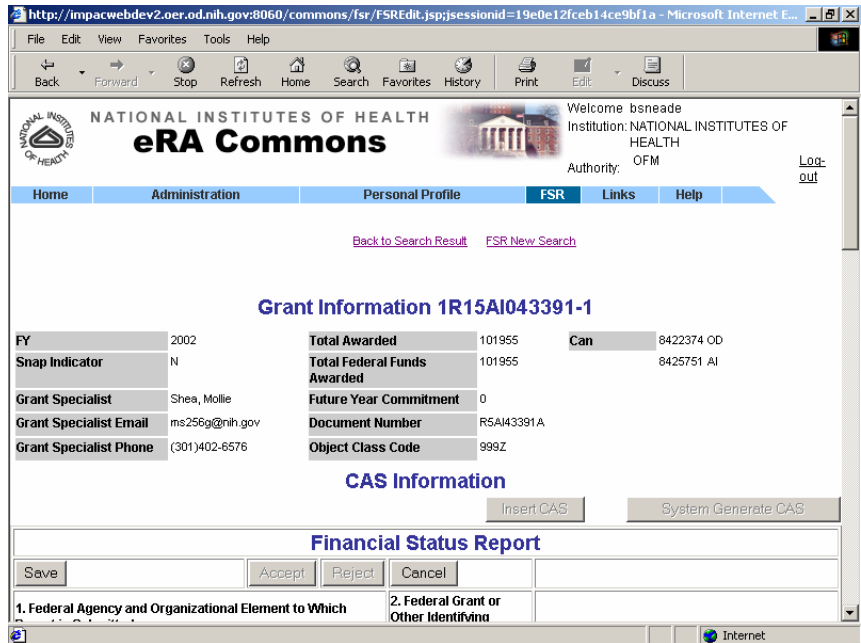 http://impacwebdev2.oer.od.nih.gov:8060/commons/fsr/FSREdit.jsp;jsessionid=19e0e12fceb14ce9bf1a - Microsoft Internet E...
File Edit View Favorites Tools Help
Back Forward Stop Refresh Home Search Favorites History Print Edit Discuss
NATIONAL INSTITUTES OF HEALTH
NATIONAL INSTITUTES OF HEALTH
eRA Commons
Welcome bsneade
Institution: NATIONAL INSTITUTES OF
HEALTH
Authority: OFM
Log-
out
Home Administration Personal Profile FSR Links Help
Back to Search Result FSR New Search
Grant Information 1R15AI043391-1
FY 2002 Total Awarded 101955 Can 8422374 OD
Snap Indicator N Total Federal Funds 101955 8425751 AI
Awarded
Grant Specialist Shea, Mollie Future Year Commitment 0
Grant Specialist Email ms256g@nih.gov Document Number R5AI43391A
Grant Specialist Phone (301)402-6576 Object Class Code 999Z
CAS Information
Insert CAS System Generate CAS
Financial Status Report
Save Accept Reject Cancel
1. Federal Agency and Organizational Element to Which
2. Federal Grant or
Other Identifying
Internet